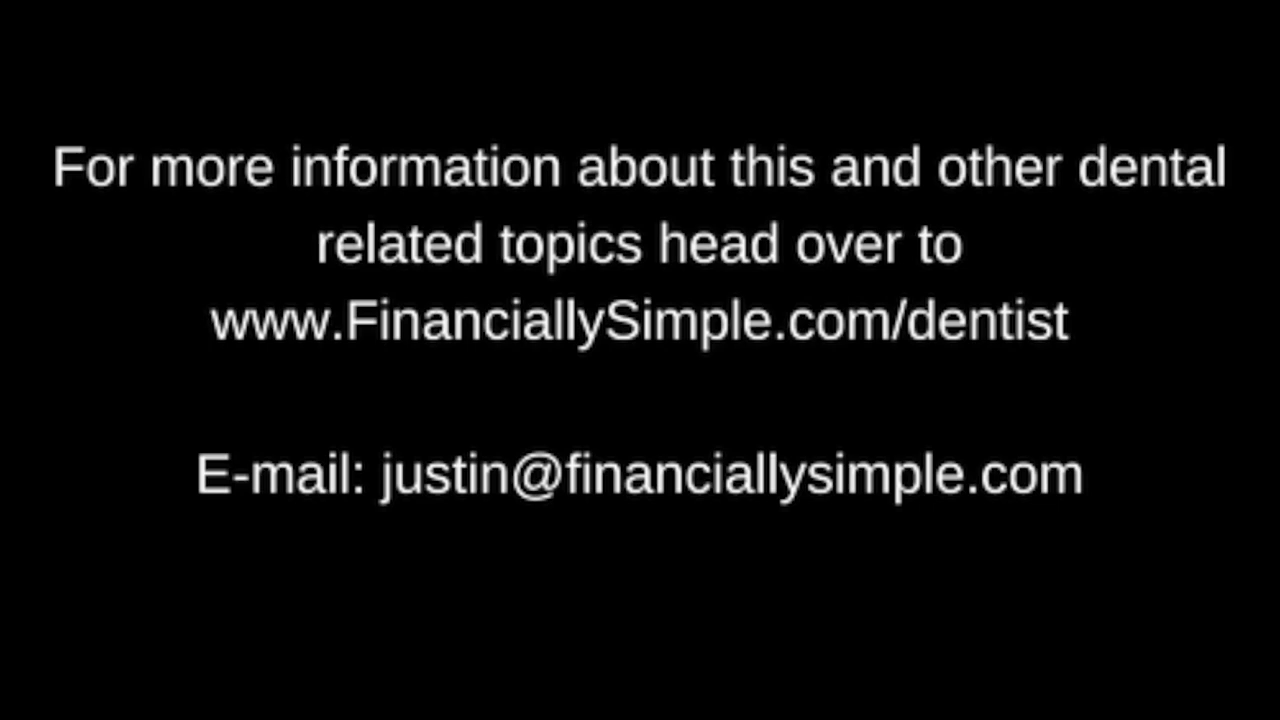 For more information about this and other dental
related topics head over to
www.FinanciallySimple.com/dentist
E-mail: justin@financiallysimple.com